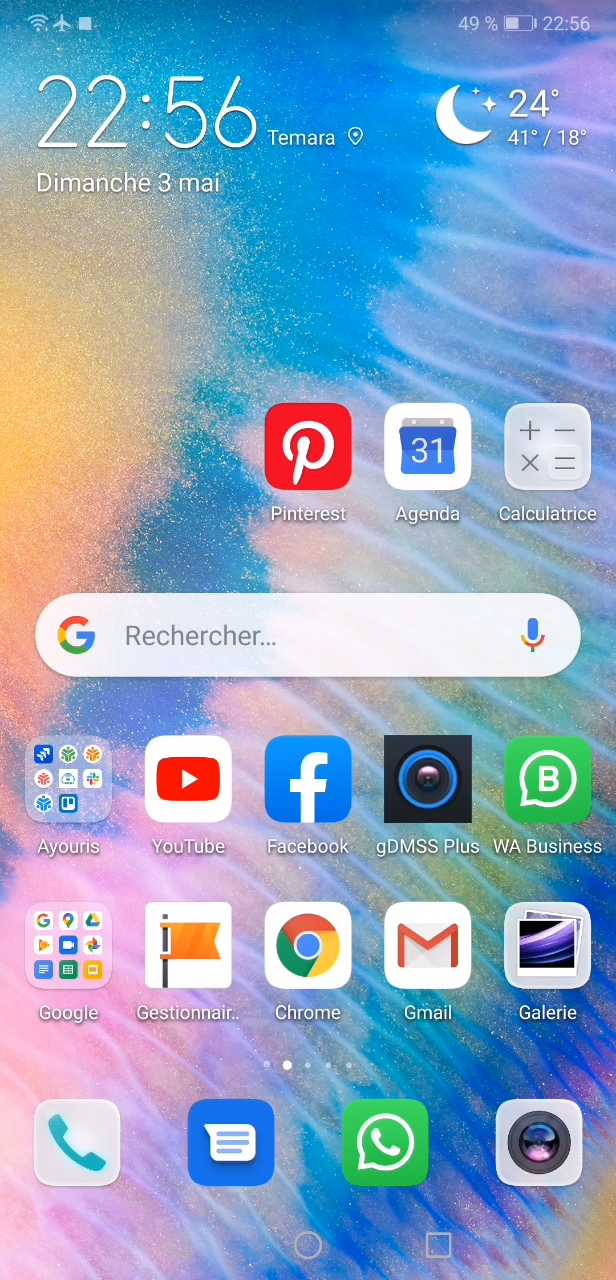 49 % 22:56
22:56 Temara 24°
41° / 18°
Dimanche 3 mai
31
Pinterest Agenda Calculatrice
G Rechercher...
Ayouris YouTube Facebook gDMSS Plus WA Business
Google Gestionnair.. Chrome Gmail Galerie